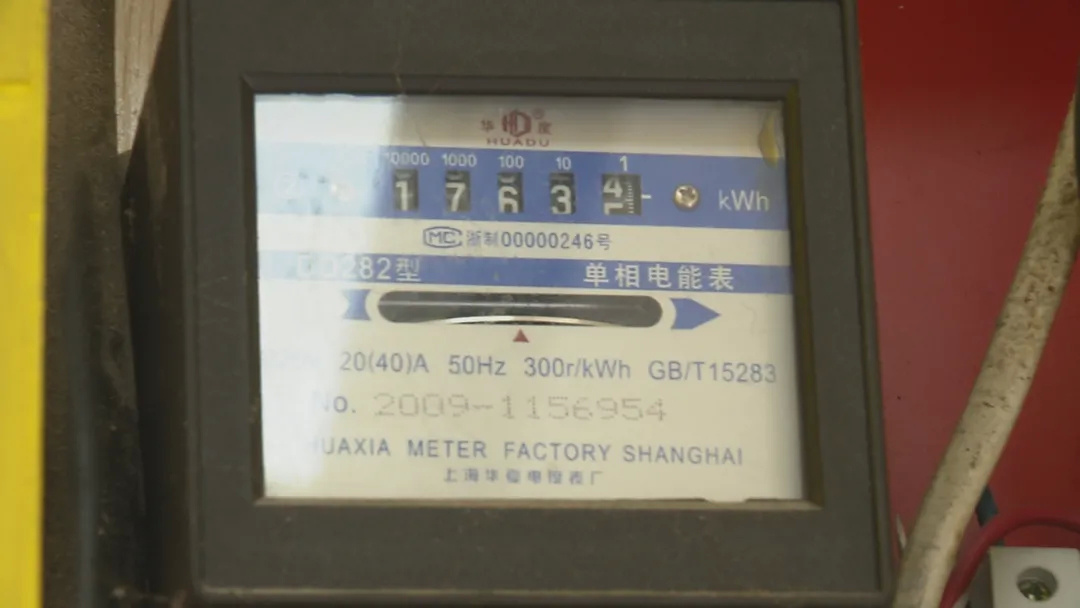 华 度®
HUADU
10000 1000 100 10 1
1 7 6 3 4 kWh
MC 浙制00000246号
282型 单相电能表
20(40)A 50Hz 300r/kWh GB/T15283
No. 2009-1156954
HUAXIA METER FACTORY SHANGHAI
上海华夏电度表厂